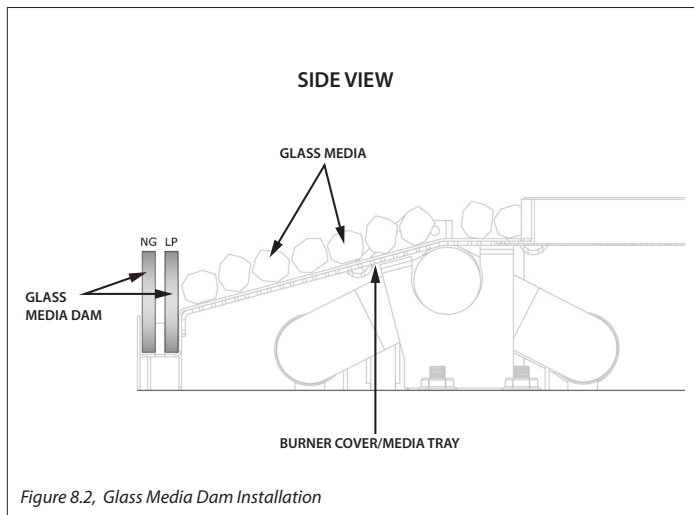 SIDE VIEW
GLASS MEDIA
NG LP
GLASS
MEDIA DAM
BURNER COVER/MEDIA TRAY
Figure 8.2, Glass Media Dam Installation